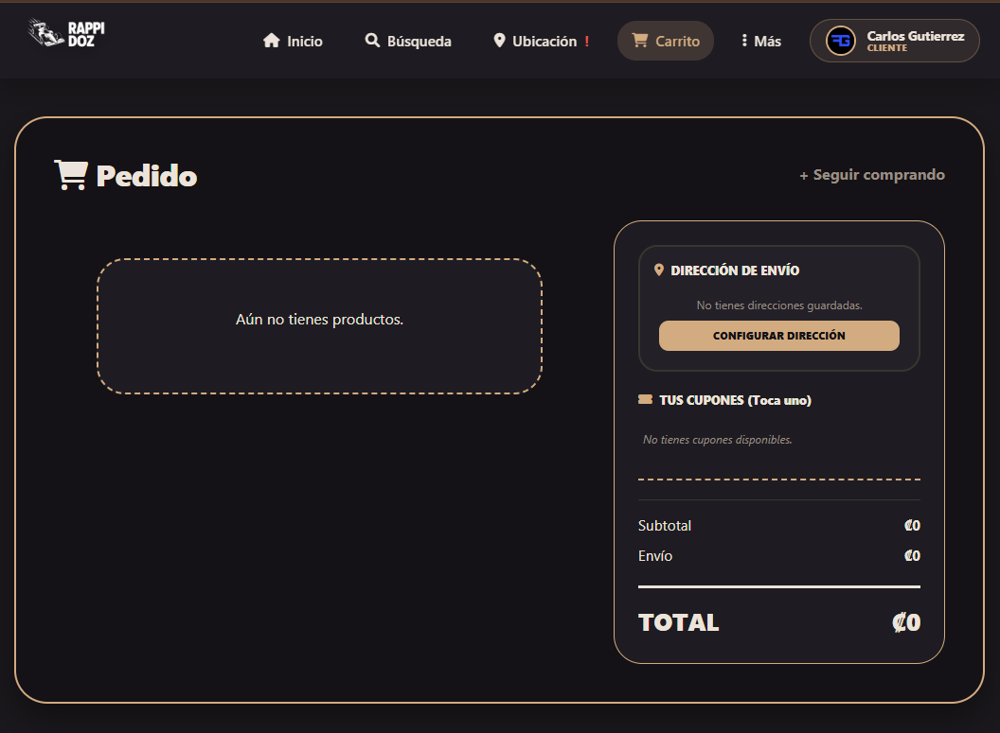 RAPPI
DOZ
Inicio
Búsqueda
Ubicación !
Carrito
Más
Carlos Gutierrez
CLIENTE
Pedido
+ Seguir comprando
Aún no tienes productos.
DIRECCIÓN DE ENVÍO
No tienes direcciones guardadas.
CONFIGURAR DIRECCIÓN
TUS CUPONES (Toca uno)
No tienes cupones disponibles.
Subtotal ₡0
Envío ₡0
TOTAL ₡0